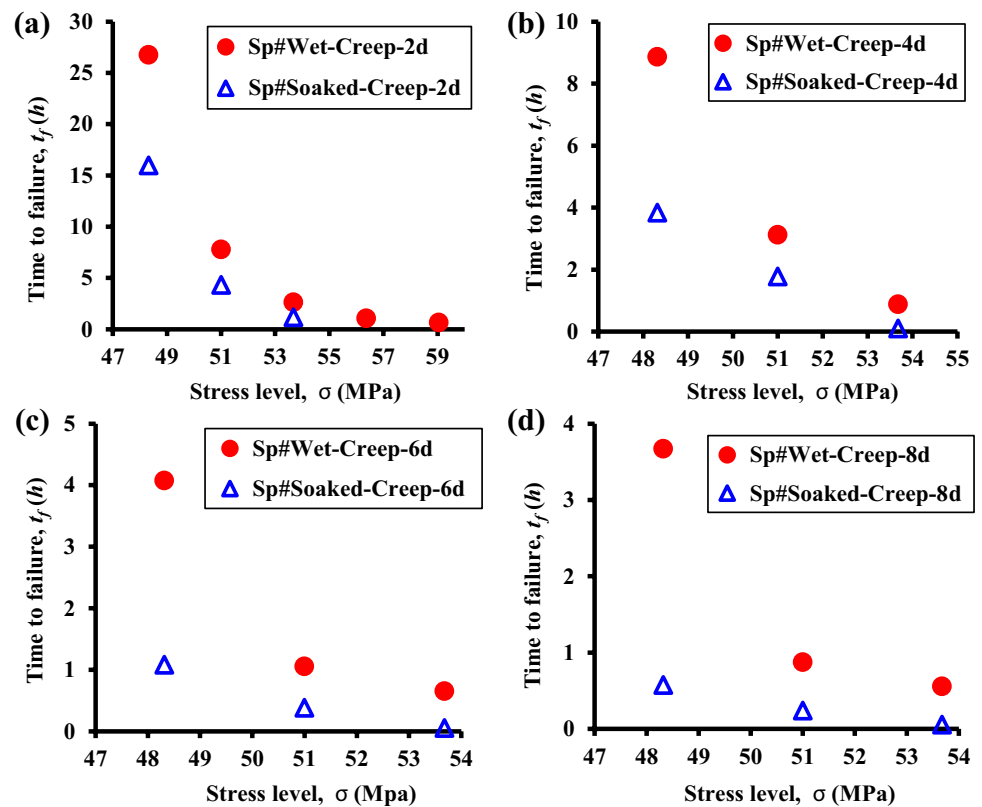 (a)
30
25
20
15
10
5
0
Time to failure, t_f (h)
Sp#Wet-Creep-2d
Sp#Soaked-Creep-2d
47 49 51 53 55 57 59
Stress level, σ (MPa)
(b)
10
8
6
4
2
0
Time to failure, t_f (h)
Sp#Wet-Creep-4d
Sp#Soaked-Creep-4d
47 48 49 50 51 52 53 54 55
Stress level, σ (MPa)
(c)
5
4
3
2
1
0
Time to failure, t_f (h)
Sp#Wet-Creep-6d
Sp#Soaked-Creep-6d
47 48 49 50 51 52 53 54
Stress level, σ (Mpa)
(d)
4
3
2
1
0
Time to failure, t_f (h)
Sp#Wet-Creep-8d
Sp#Soaked-Creep-8d
47 48 49 50 51 52 53 54
Stress level, σ (MPa)